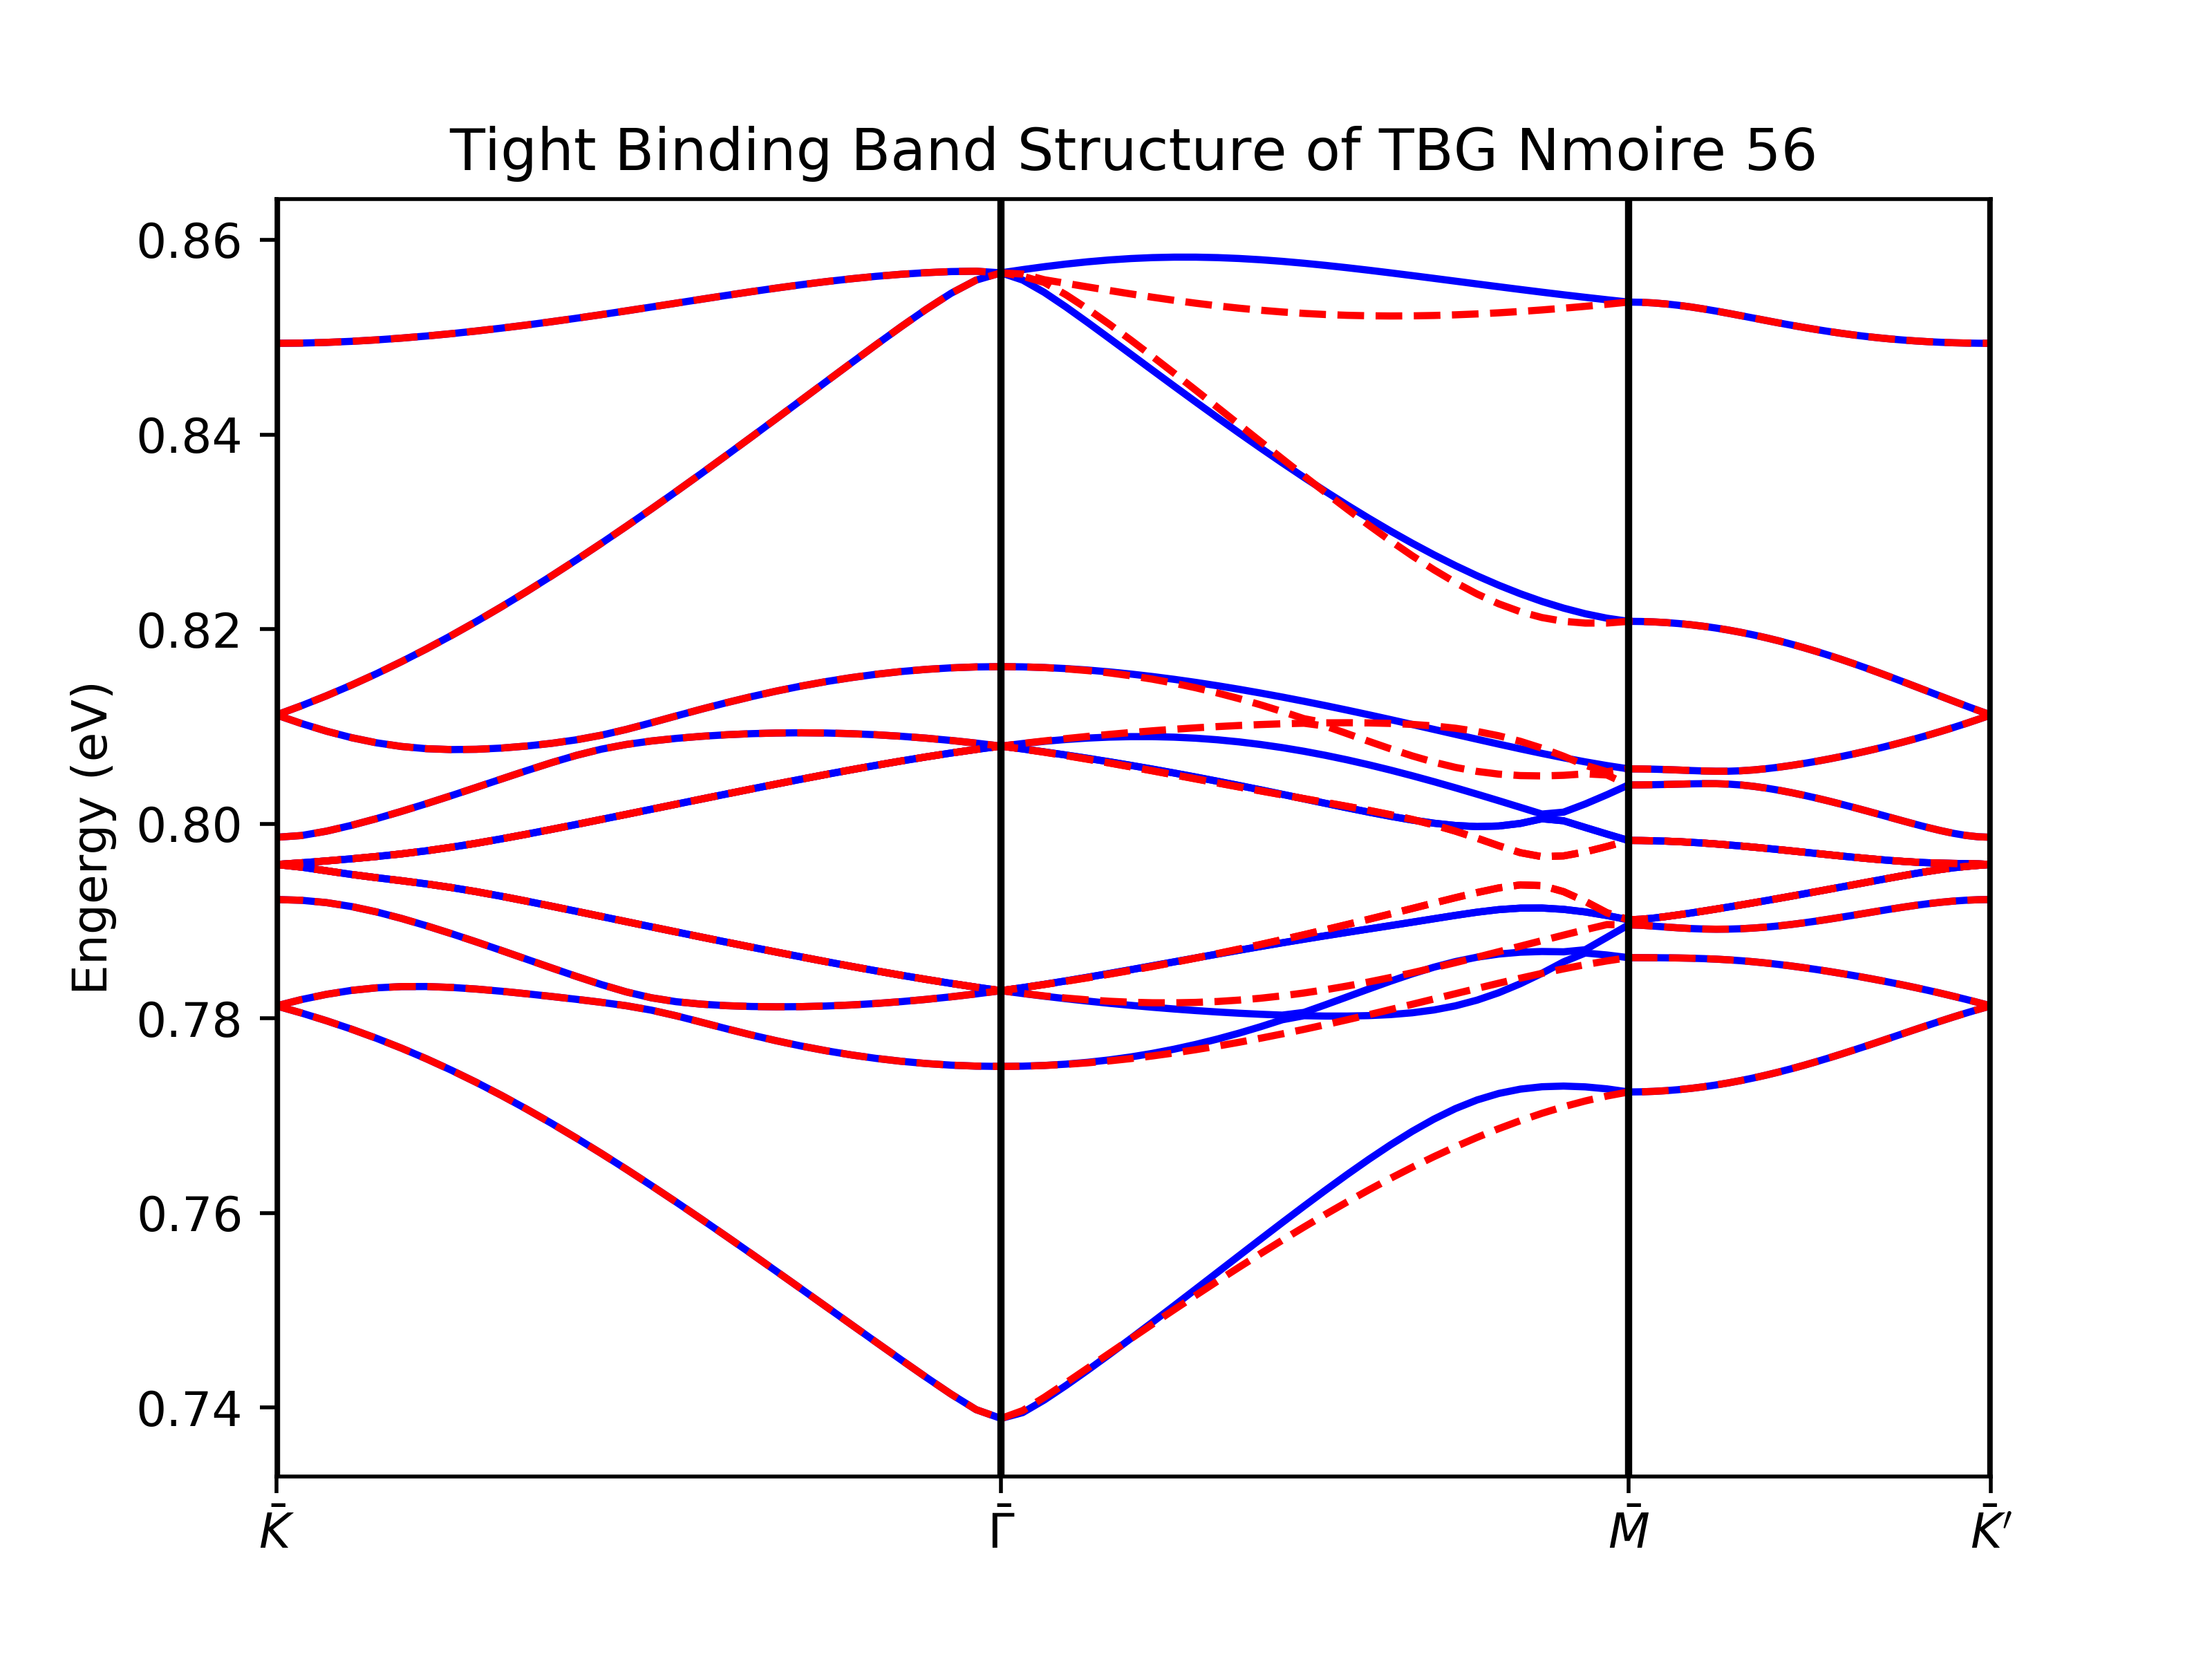 Tight Binding Band Structure of TBG Nmoire 56
Engergy (eV)
0.86
0.84
0.82
0.80
0.78
0.76
0.74
K̄ Γ̄ M̄ K̄′